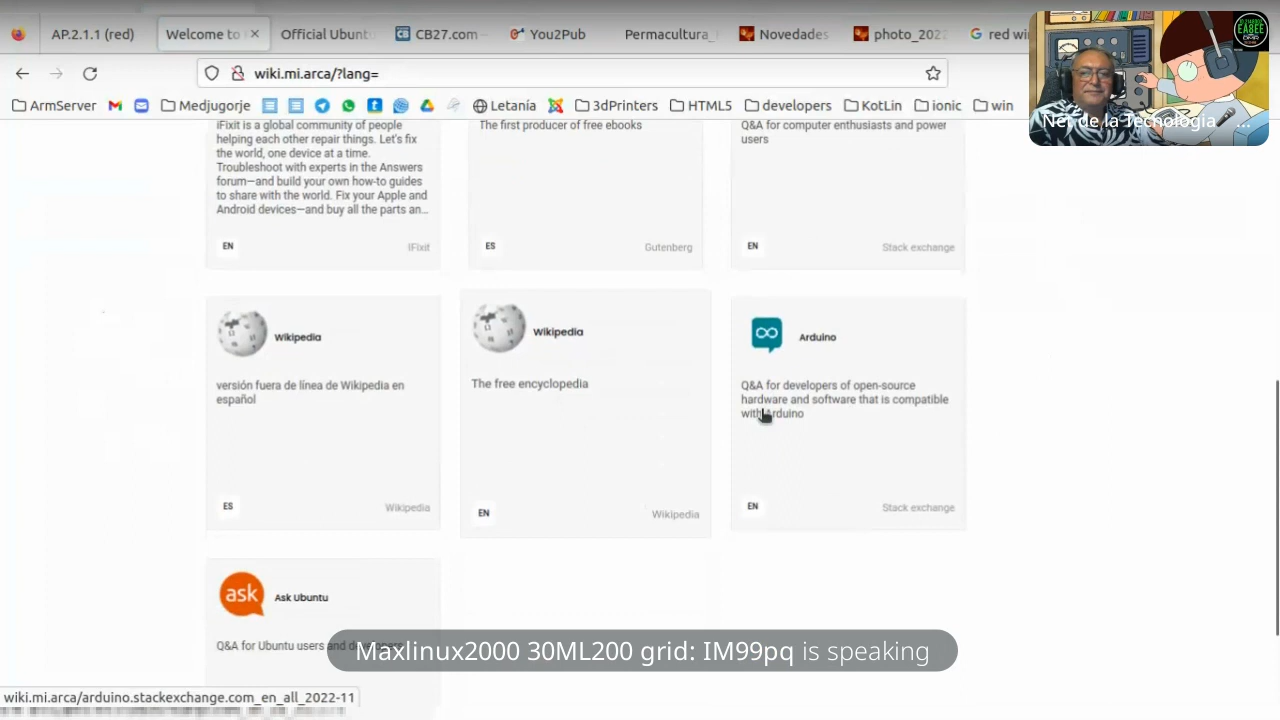 AP.2.1.1 (red)
Welcome to
Official Ubunt
CB27.com
You2Pub
Permacultura_
Novedades
photo_202
red wi
wiki.mi.arca/?lang=
ArmServer
Medjugorje
Letanía
3dPrinters
HTML5
developers
KotLin
ionic
win
Net de la Tecnología ...
iFixit is a global community of people
helping each other repair things. Let's fix
the world, one device at a time.
Troubleshoot with experts in the Answers
forum—and build your own how-to guides
to share with the world. Fix your Apple and
Android devices—and buy all the parts an...
EN
IFixit
The first producer of free ebooks
ES
Gutenberg
Q&A for computer enthusiasts and power
users
EN
Stack exchange
Wikipedia
versión fuera de línea de Wikipedia en
español
ES
Wikipedia
Wikipedia
The free encyclopedia
EN
Wikipedia
Arduino
Q&A for developers of open-source
hardware and software that is compatible
with Arduino
EN
Stack exchange
ask
Ask Ubuntu
Q&A for Ubuntu users and developers
Maxlinux2000 30ML200 grid: IM99pq is speaking
wiki.mi.arca/arduino.stackexchange.com_en_all_2022-11